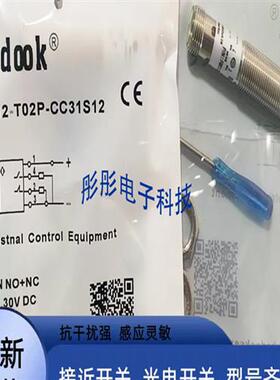 dook®
2-T02P-CC31S12
CE
彤彤电子科技
strial Control Equipment
N NO+NC
30V DC
抗干扰强 感应灵敏
新
接近开关 光电开关 型号齐